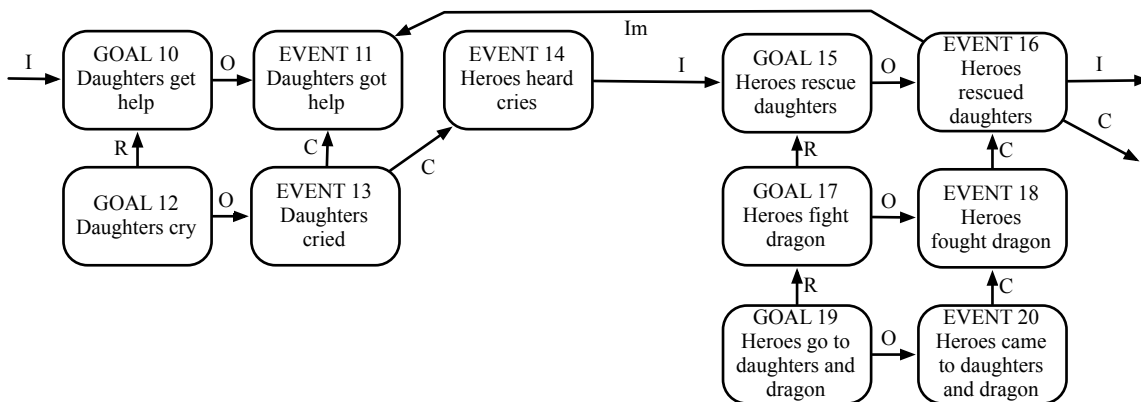 Im
I
GOAL 10
Daughters get
help
O
EVENT 11
Daughters got
help
EVENT 14
Heroes heard
cries
I
GOAL 15
Heroes rescue
daughters
O
EVENT 16
Heroes
rescued
daughters
I
C
R
C
C
R
C
GOAL 12
Daughters cry
O
EVENT 13
Daughters
cried
GOAL 17
Heroes fight
dragon
O
EVENT 18
Heroes
fought dragon
R
C
GOAL 19
Heroes go to
daughters and
dragon
O
EVENT 20
Heroes came
to daughters
and dragon